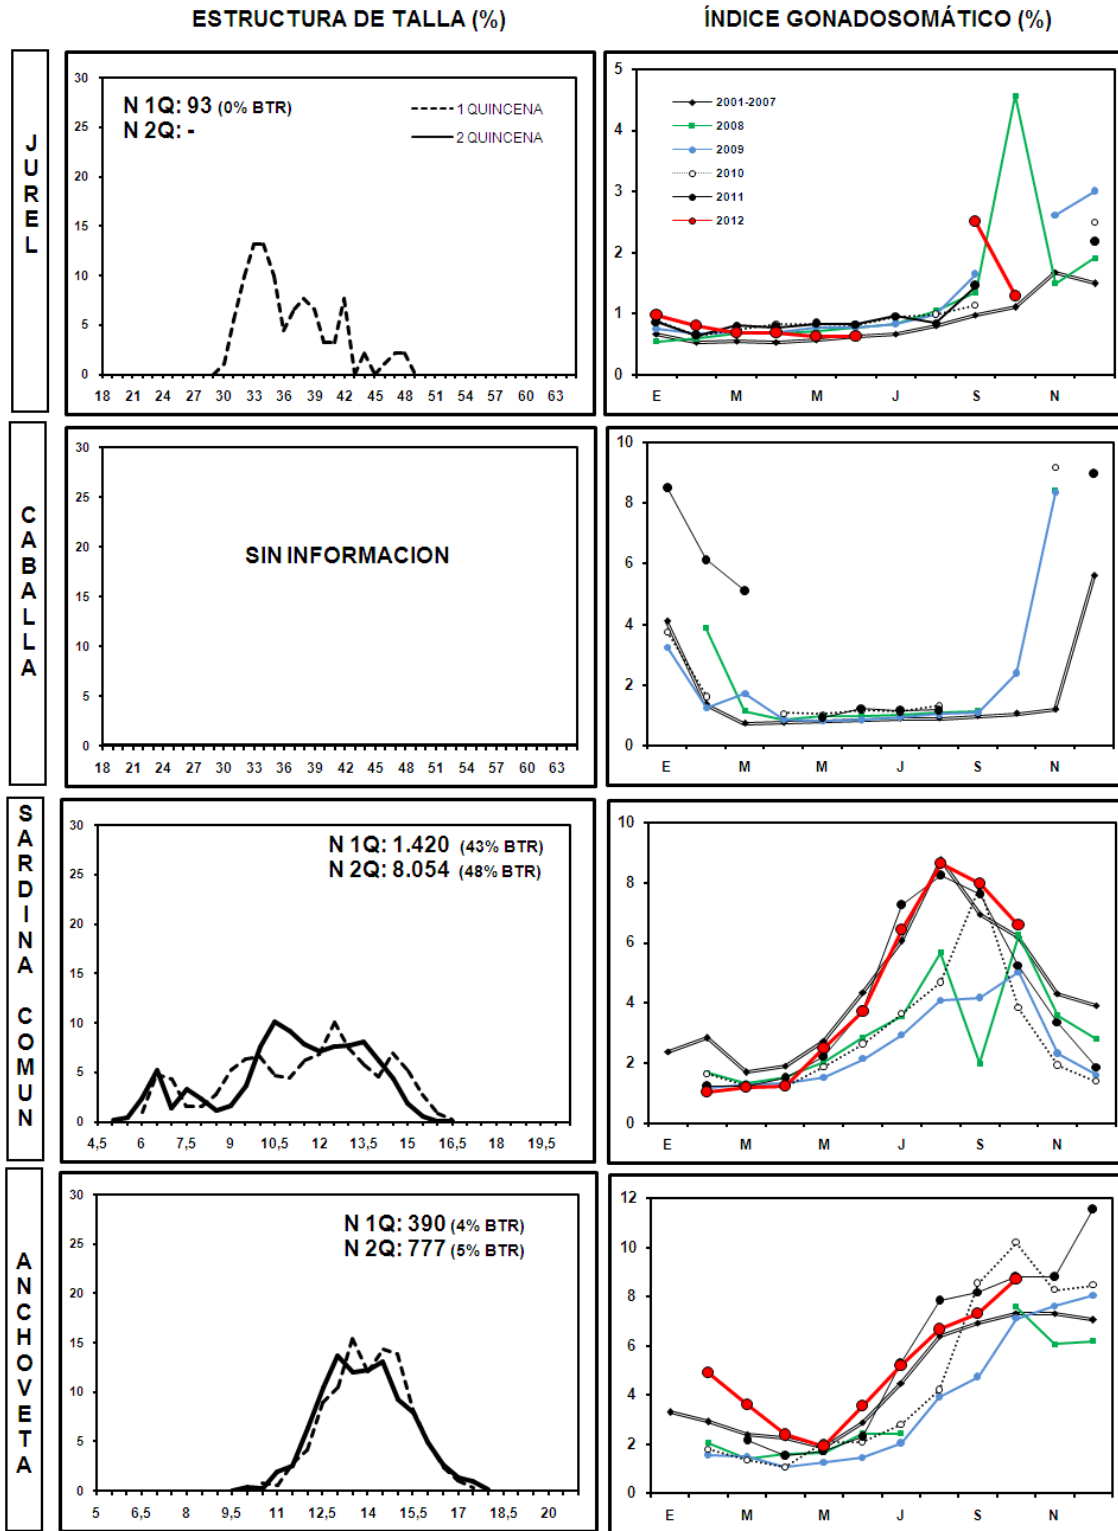 ESTRUCTURA DE TALLA (%)
ÍNDICE GONADOSOMÁTICO (%)
JUREL
30
25
20
15
10
5
0
N 1Q: 93 (0% BTR)
N 2Q: -
1 QUINCENA
2 QUINCENA
18 21 24 27 30 33 36 39 42 45 48 51 54 57 60 63
5
4
3
2
1
0
2001-2007
2008
2009
2010
2011
2012
E M M J S N
CABALLA
30
25
20
15
10
5
0
SIN INFORMACION
18 21 24 27 30 33 36 39 42 45 48 51 54 57 60 63
10
8
6
4
2
0
E M M J S N
SARDINA COMUN
30
25
20
15
10
5
0
N 1Q: 1.420 (43% BTR)
N 2Q: 8.054 (48% BTR)
4,5 6 7,5 9 10,5 12 13,5 15 16,5 18 19,5
10
8
6
4
2
0
E M M J S N
ANCHOVETA
30
25
20
15
10
5
0
N 1Q: 390 (4% BTR)
N 2Q: 777 (5% BTR)
5 6,5 8 9,5 11 12,5 14 15,5 17 18,5 20
12
10
8
6
4
2
0
E M M J S N